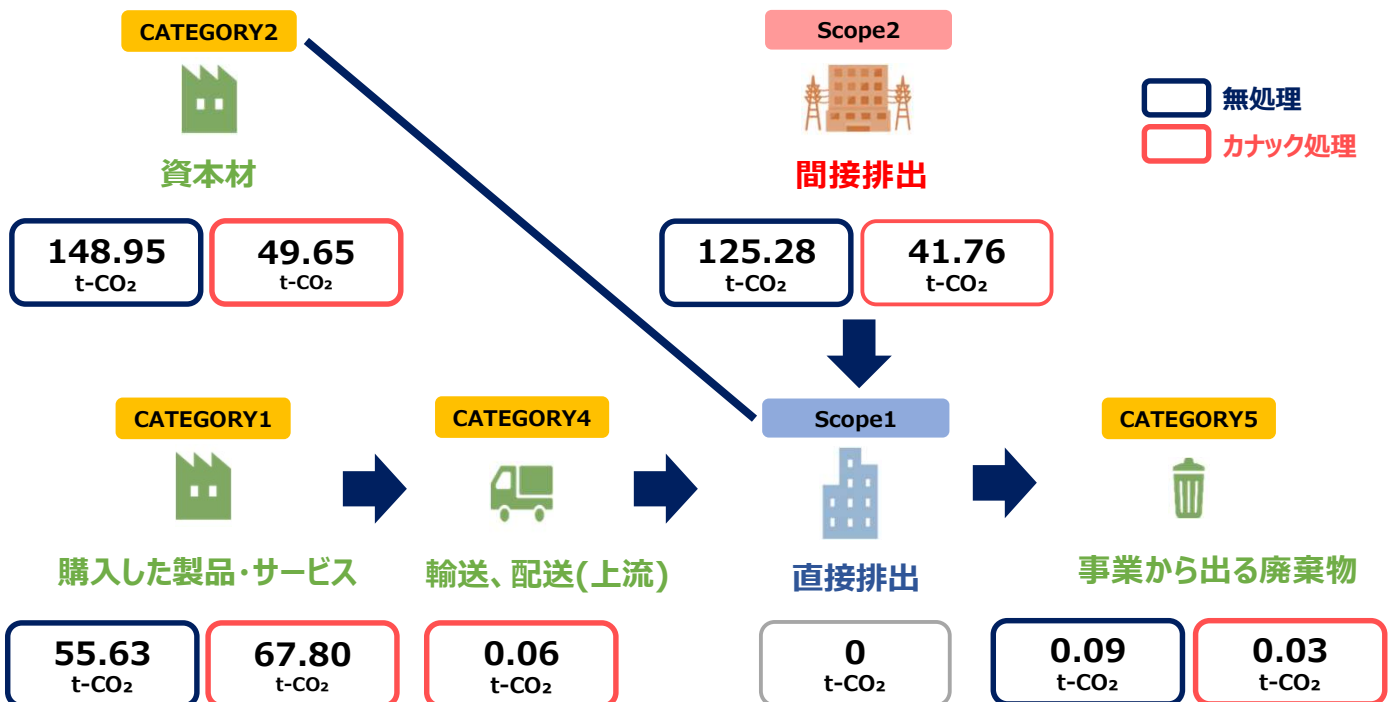 CATEGORY2
資本材
148.95
t-CO₂
49.65
t-CO₂
Scope2
間接排出
125.28
t-CO₂
41.76
t-CO₂
無処理
カナック処理
CATEGORY1
購入した製品・サービス
55.63
t-CO₂
67.80
t-CO₂
CATEGORY4
輸送、配送(上流)
0.06
t-CO₂
Scope1
直接排出
0
t-CO₂
CATEGORY5
事業から出る廃棄物
0.09
t-CO₂
0.03
t-CO₂